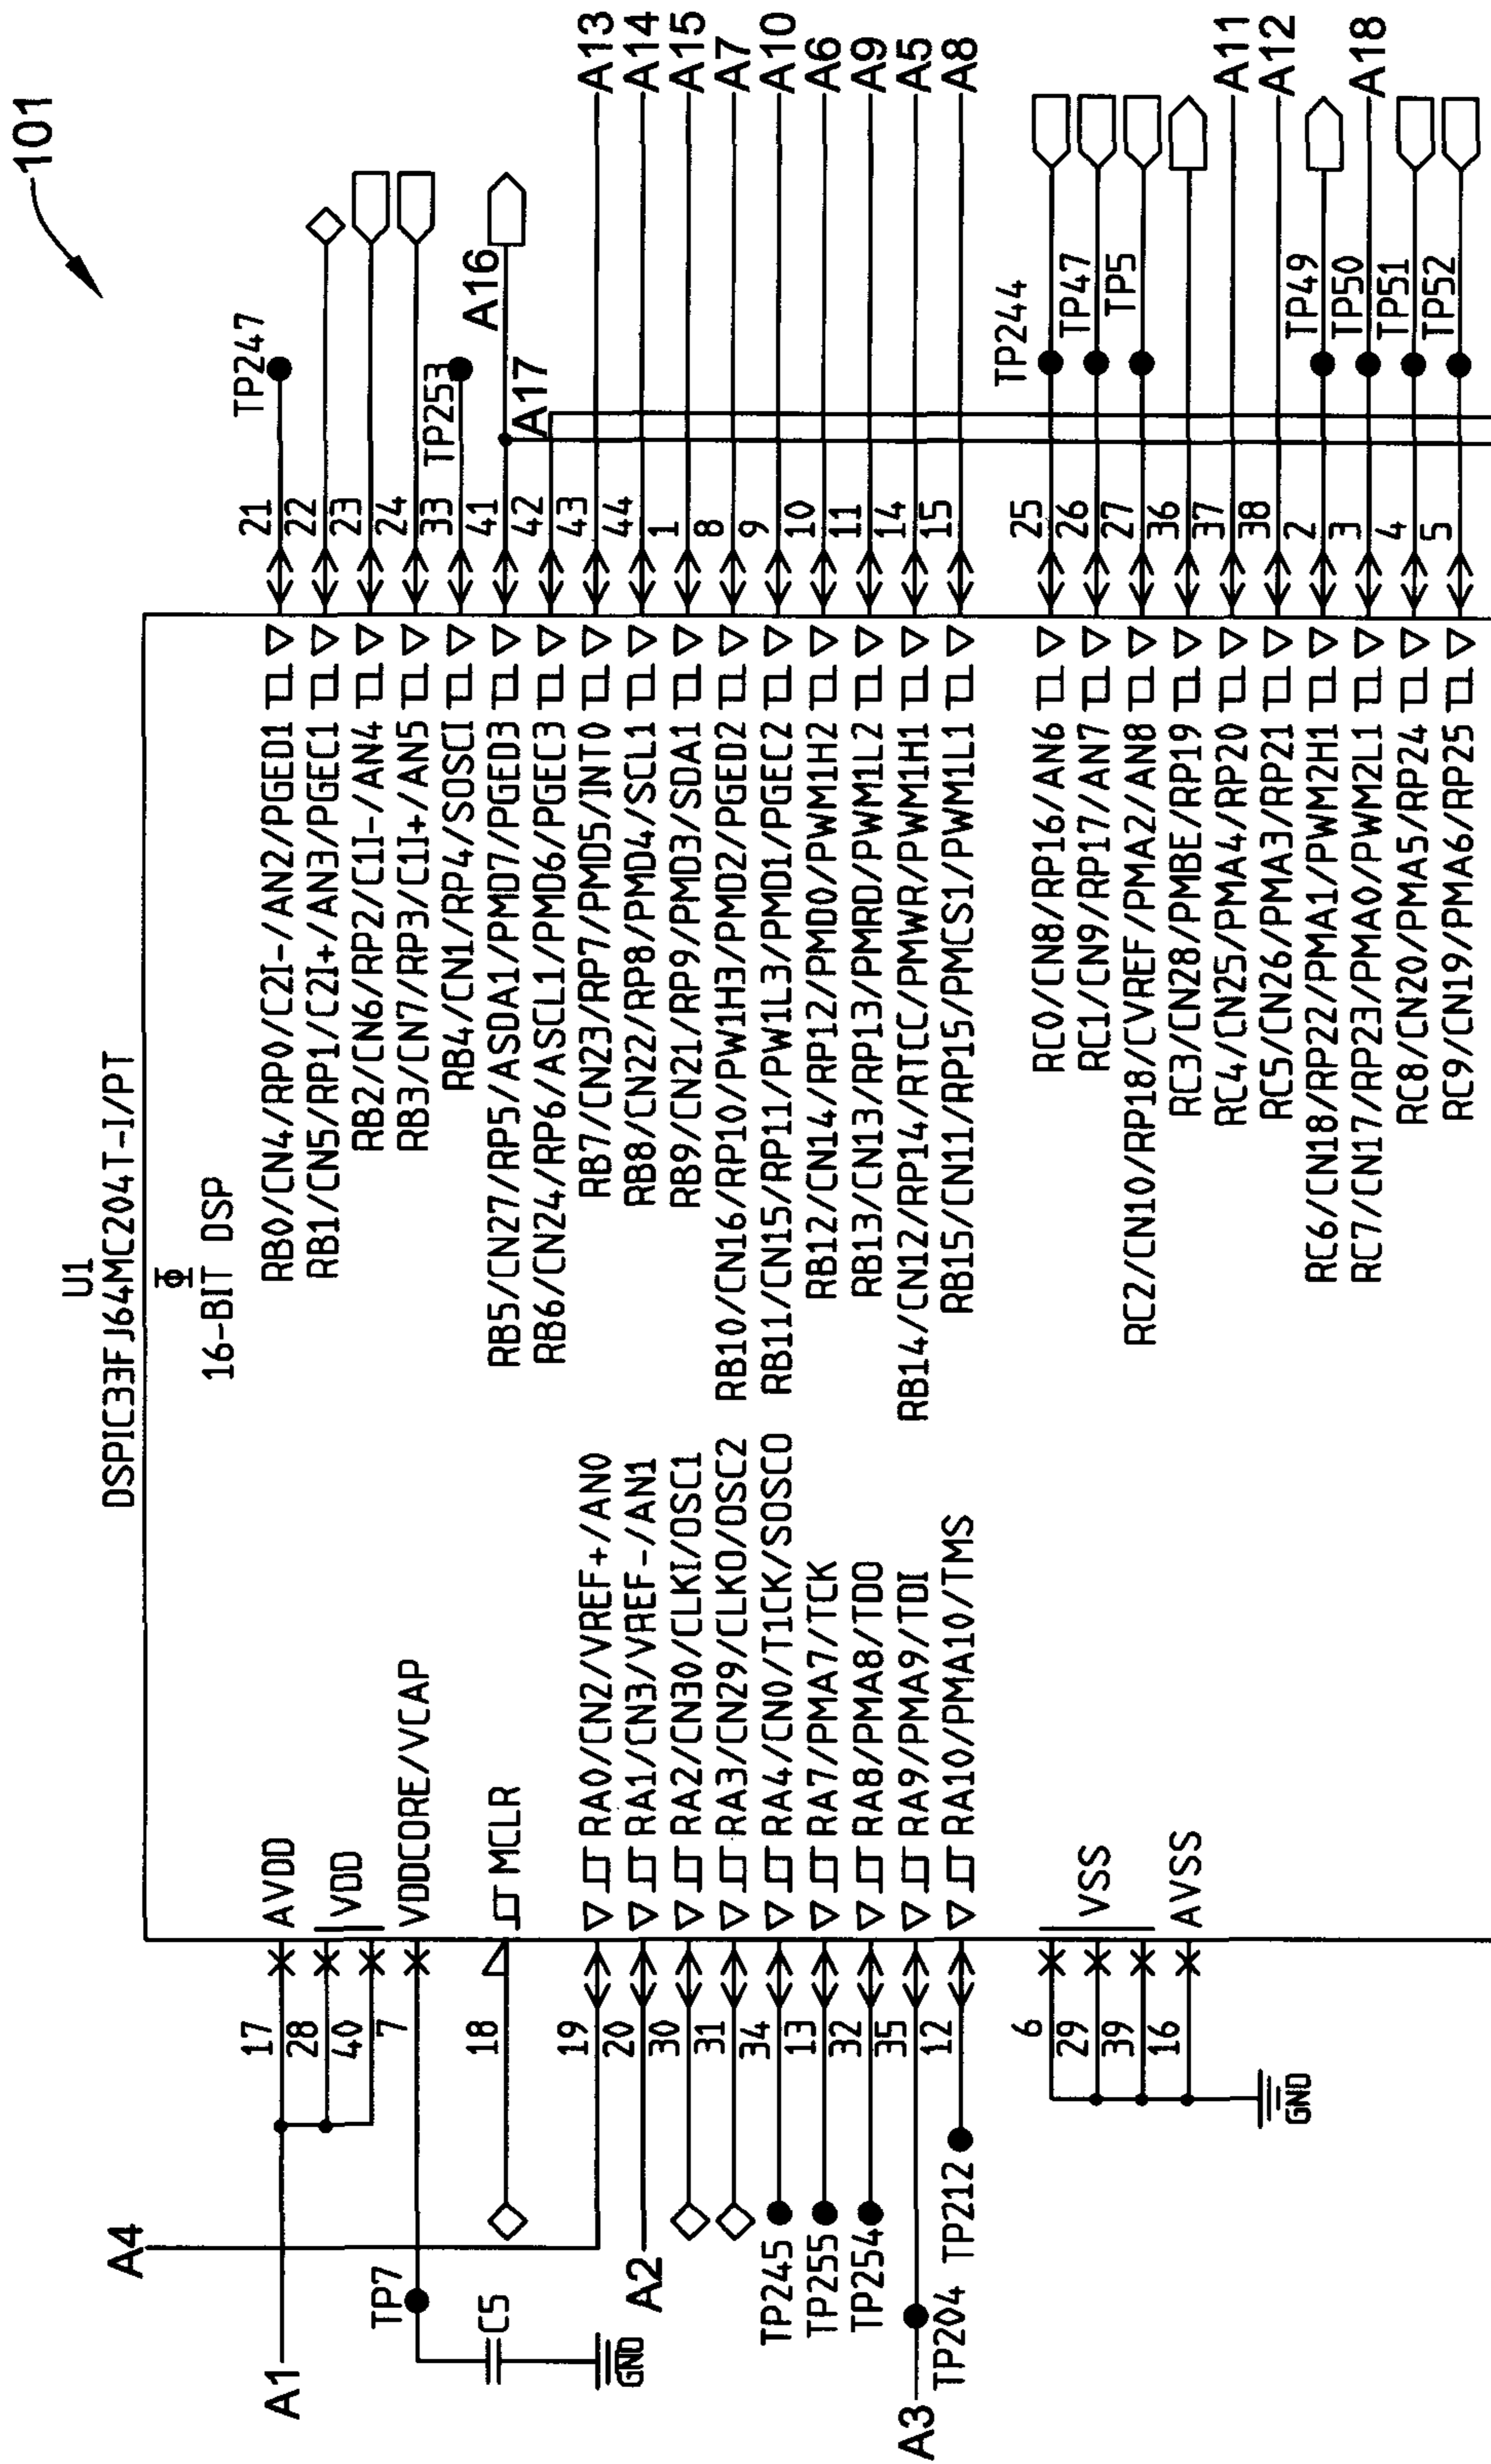 101
U1
DSPIC33FJ64MC204T-I/PT
16-BIT DSP
A4
A1
17 AVDD
28
VDD
40
TP7 7 VDDCORE/VCAP
C5
GND
18 MCLR
19 RA0/CN2/VREF+/AN0
A2 20 RA1/CN3/VREF-/AN1
30 RA2/CN30/CLKI/OSC1
31 RA3/CN29/CLKO/OSC2
TP245 34 RA4/CN0/T1CK/SOSCO
TP255 13 RA7/PMA7/TCK
TP254 32 RA8/PMA8/TDO
A3 35 RA9/PMA9/TDI
TP204 TP212 12 RA10/PMA10/TMS
6
29 VSS
39
16 AVSS
GND
RB0/CN4/RP0/C2I-/AN2/PGED1 21 TP247
RB1/CN5/RP1/C2I+/AN3/PGEC1 22
RB2/CN6/RP2/C1I-/AN4 23
RB3/CN7/RP3/C1I+/AN5 24
RB4/CN1/RP4/SOSCI 33 TP253
RB5/CN27/RP5/ASDA1/PMD7/PGED3 41 A16
RB6/CN24/RP6/ASCL1/PMD6/PGEC3 42 A17
RB7/CN23/RP7/PMD5/INT0 43 A13
RB8/CN22/RP8/PMD4/SCL1 44 A14
RB9/CN21/RP9/PMD3/SDA1 1 A15
RB10/CN16/RP10/PW1H3/PMD2/PGED2 8 A7
RB11/CN15/RP11/PW1L3/PMD1/PGEC2 9 A10
RB12/CN14/RP12/PMD0/PWM1H2 10 A6
RB13/CN13/RP13/PMRD/PWM1L2 11 A9
RB14/CN12/RP14/RTCC/PMWR/PWM1H1 14 A5
RB15/CN11/RP15/PMCS1/PWM1L1 15 A8
RC0/CN8/RP16/AN6 25 TP244
RC1/CN9/RP17/AN7 26 TP47
RC2/CN10/RP18/CVREF/PMA2/AN8 27 TP5
RC3/CN28/PMBE/RP19 36
RC4/CN25/PMA4/RP20 37 A11
RC5/CN26/PMA3/RP21 38 A12
RC6/CN18/RP22/PMA1/PWM2H1 2 TP49
RC7/CN17/RP23/PMA0/PWM2L1 3 TP50 A18
RC8/CN20/PMA5/RP24 4 TP51
RC9/CN19/PMA6/RP25 5 TP52